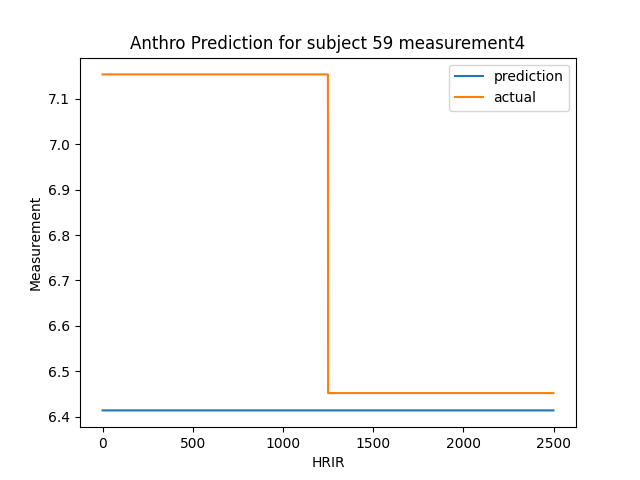 Anthro Prediction for subject 59 measurement4
prediction
actual
Measurement
7.1
7.0
6.9
6.8
6.7
6.6
6.5
6.4
0 500 1000 1500 2000 2500
HRIR